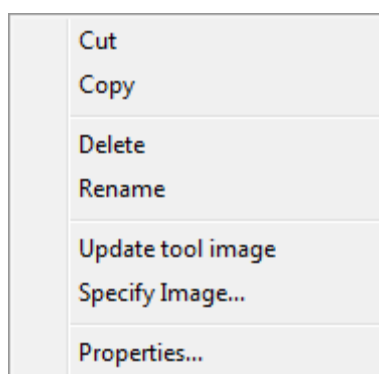 Cut
Copy
Delete
Rename
Update tool image
Specify Image...
Properties...